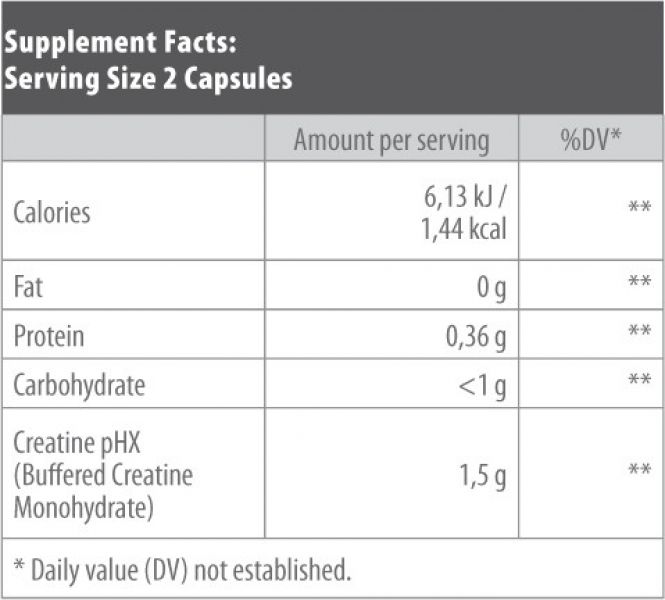 Supplement Facts:
Serving Size 2 Capsules
Amount per serving %DV*
Calories 6,13 kJ / **
1,44 kcal
Fat 0 g **
Protein 0,36 g **
Carbohydrate <1 g **
Creatine pHX
(Buffered Creatine 1,5 g **
Monohydrate)
* Daily value (DV) not established.